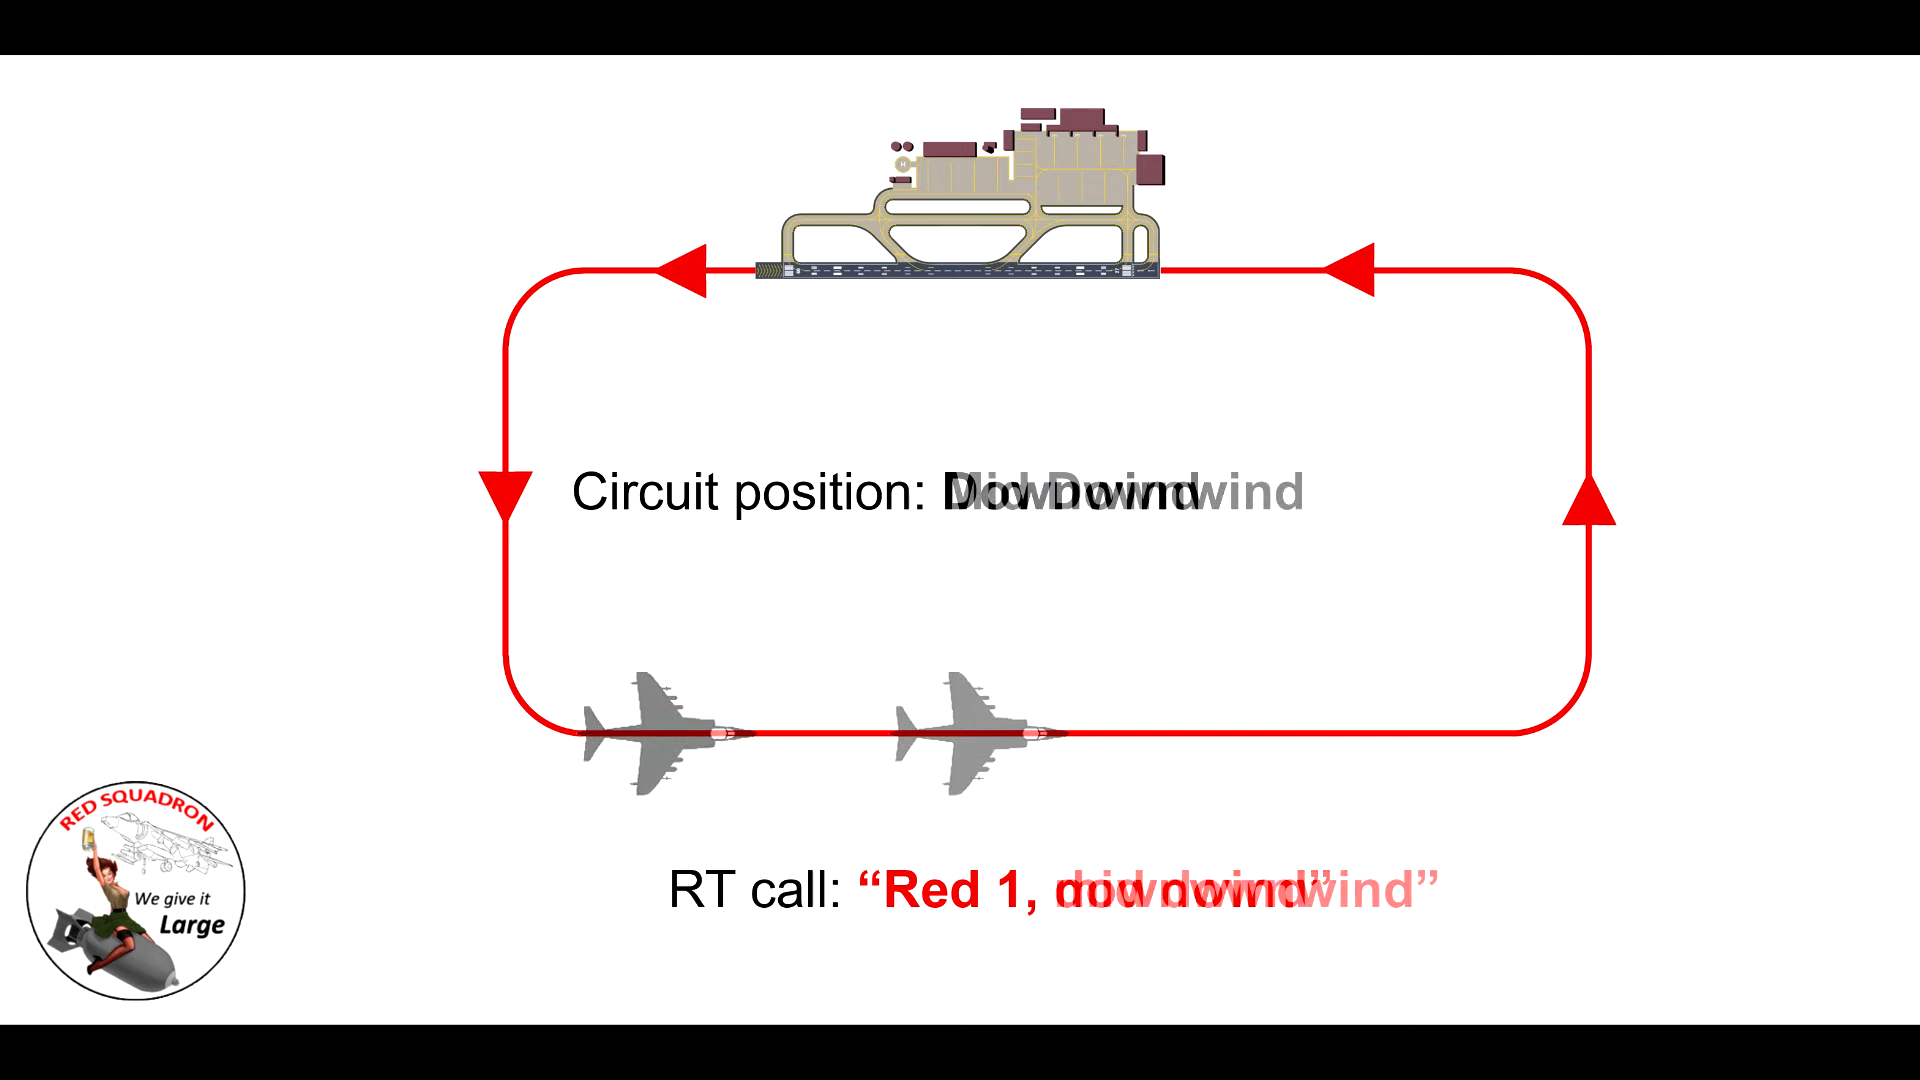 Circuit position:
RED SQUADRON
We give it
Large
RT call: “Red 1,